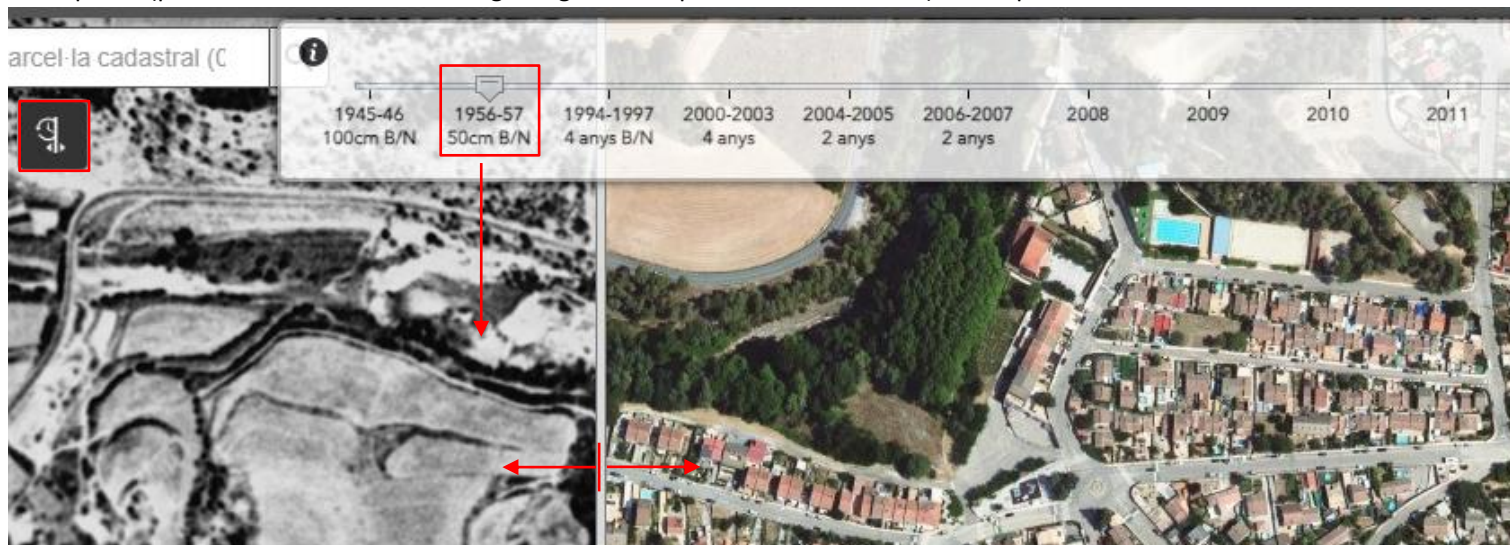 arcel·la cadastral (C
1945-46 1956-57 1994-1997 2000-2003 2004-2005 2006-2007 2008 2009 2010 2011
100cm B/N 50cm B/N 4 anys B/N 4 anys 2 anys 2 anys